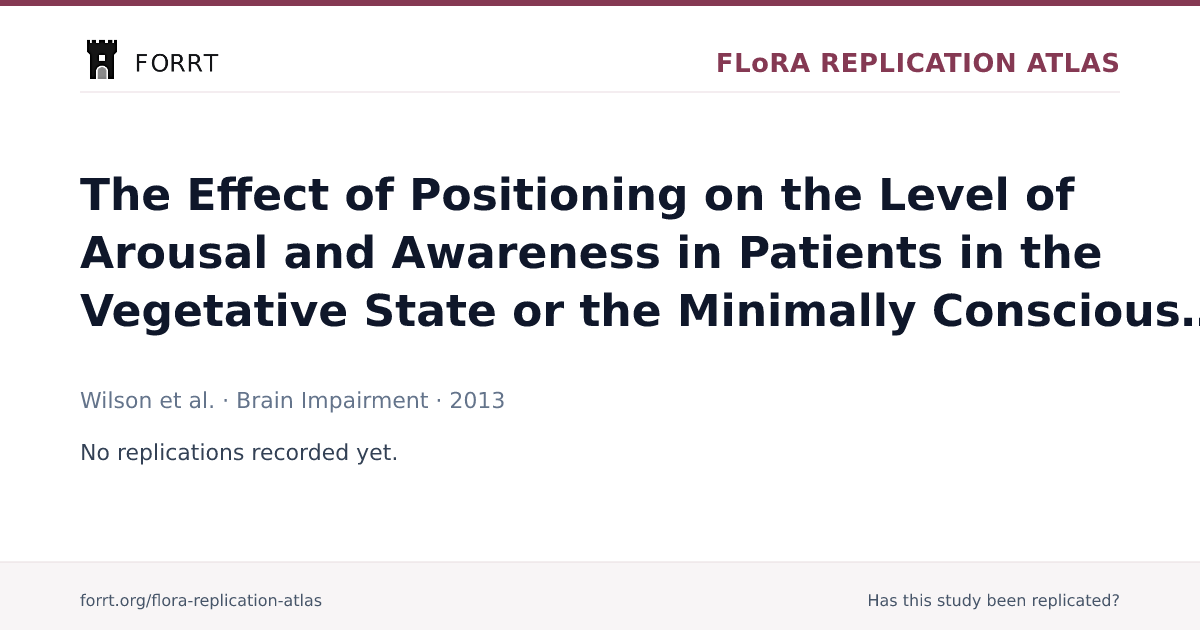 FORRT
FLoRA REPLICATION ATLAS
The Effect of Positioning on the Level of
Arousal and Awareness in Patients in the
Vegetative State or the Minimally Conscious…
Wilson et al. · Brain Impairment · 2013
No replications recorded yet.
forrt.org/flora-replication-atlas
Has this study been replicated?